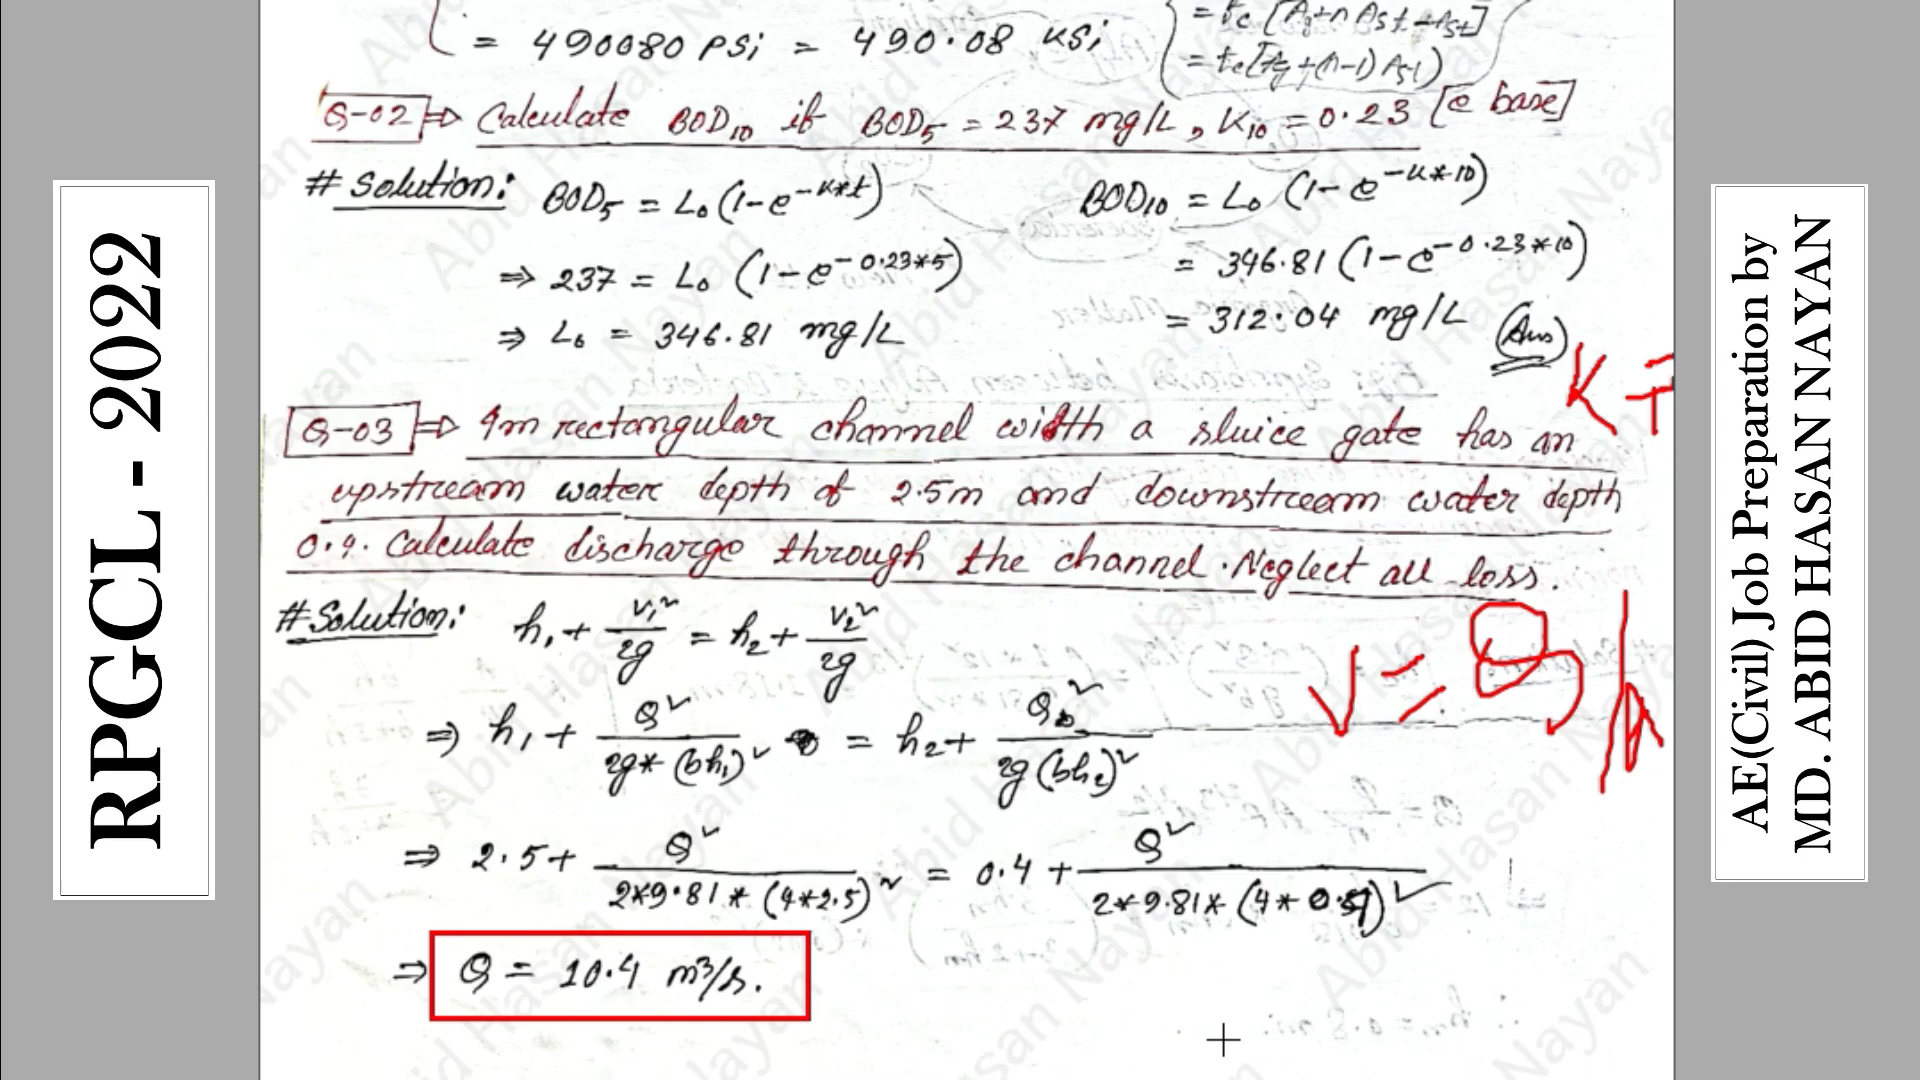 RPGCL - 2022
= 490080 PSi = 490.08 KSi
= fc [Ag+n Ast - Ast]
= fc[Ag+(n-1) Ast)
Q-02 ⇒ Calculate BOD₁₀ if BOD₅ = 237 mg/L, K₁₀ = 0.23 [e base]
# Solution: BOD₅ = L₀(1-e^-K*t)
⇒ 237 = L₀ (1-e^-0.23*5)
⇒ L₀ = 346.81 mg/L
BOD₁₀ = L₀ (1-e^-K*10)
= 346.81 (1-e^-0.23*10)
= 312.04 mg/L (Ans)
K =
Q-03 ⇒ 4m rectangular channel width a sluice gate has an
upstream water depth of 2.5m and downstream water depth
0.4. Calculate discharge through the channel. Neglect all loss.
# Solution: h₁ + V₁²/2g = h₂ + V₂²/2g
⇒ h₁ + Q²/2g*(bh₁)² = h₂ + Q²/2g(bh₂)²
⇒ 2.5 + Q²/2*9.81*(4*2.5)² = 0.4 + Q²/2*9.81*(4*0.4)²
⇒ Q = 10.4 m³/s.
V = Q/A
AE(Civil) Job Preparation by
MD. ABID HASAN NAYAN
Abid Hasan Nayan